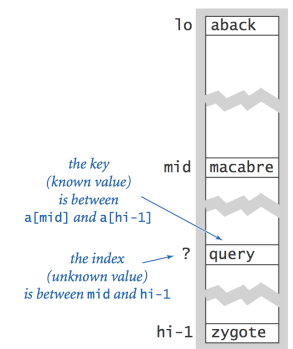 lo aback
the key
(known value)
is between
a[mid] and a[hi-1]
mid macabre
the index
(unknown value)
is between mid and hi-1
? query
hi-1 zygote